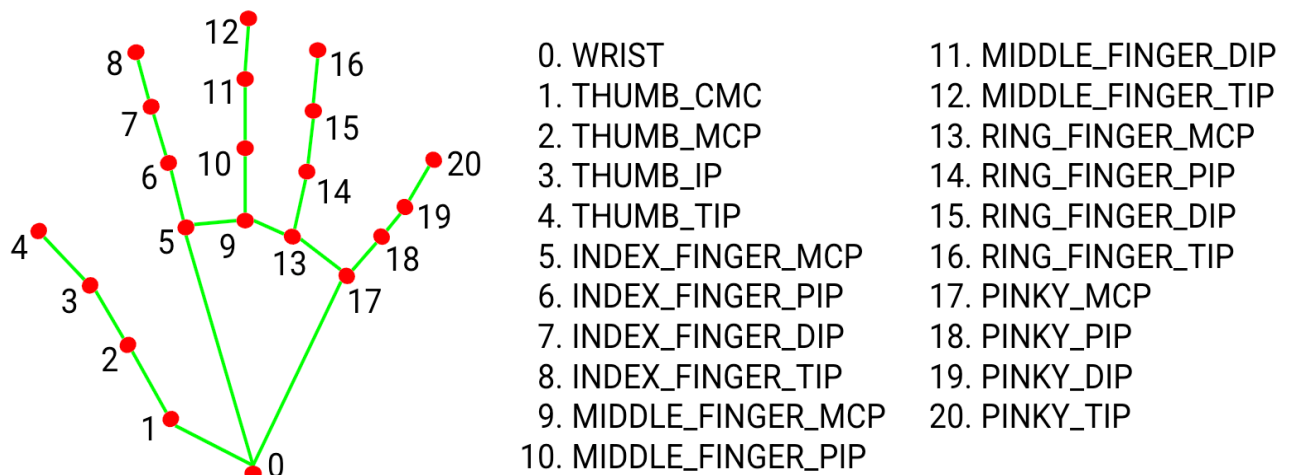 12
8
16
11
7
15
10
6
20
14
19
4
5
9
18
13
3
17
2
1
0
0. WRIST
1. THUMB_CMC
2. THUMB_MCP
3. THUMB_IP
4. THUMB_TIP
5. INDEX_FINGER_MCP
6. INDEX_FINGER_PIP
7. INDEX_FINGER_DIP
8. INDEX_FINGER_TIP
9. MIDDLE_FINGER_MCP
10. MIDDLE_FINGER_PIP
11. MIDDLE_FINGER_DIP
12. MIDDLE_FINGER_TIP
13. RING_FINGER_MCP
14. RING_FINGER_PIP
15. RING_FINGER_DIP
16. RING_FINGER_TIP
17. PINKY_MCP
18. PINKY_PIP
19. PINKY_DIP
20. PINKY_TIP